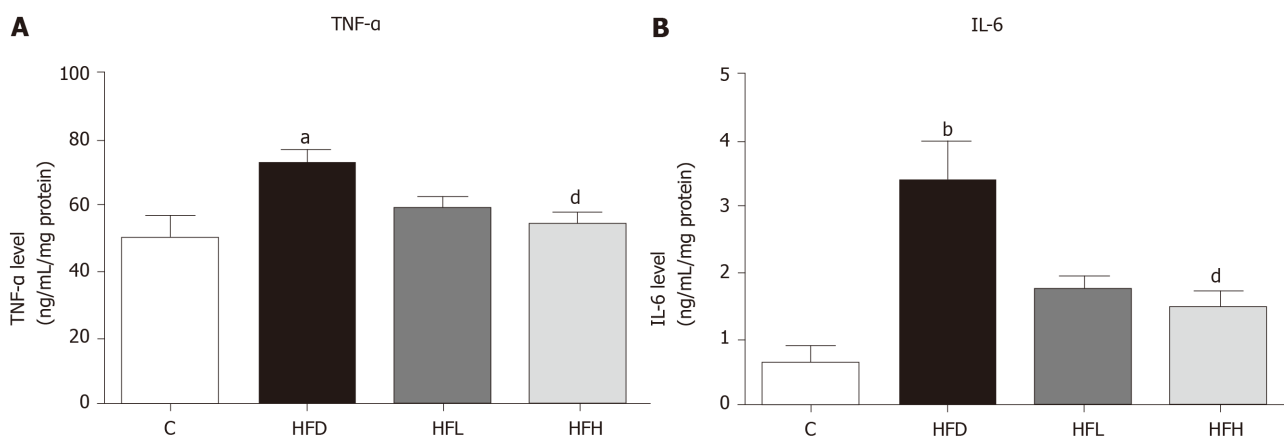 A
TNF-ɑ
TNF-ɑ level
(ng/mL/mg protein)
100
80
60
40
20
0
a
d
C HFD HFL HFH
B
IL-6
IL-6 level
(ng/mL/mg protein)
5
4
3
2
1
0
b
d
C HFD HFL HFH